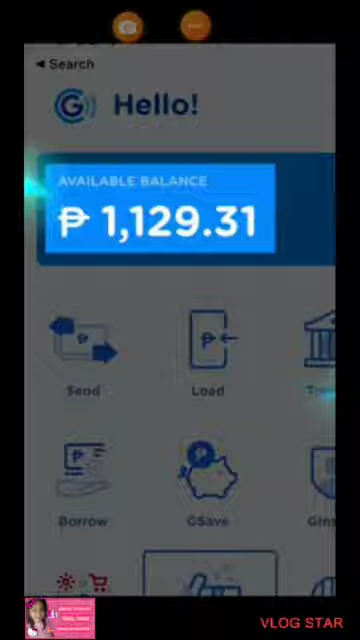 Search
Hello!
AVAILABLE BALANCE
₱ 1,129.31
Send
Load
Borrow
GSave
VLOG STAR